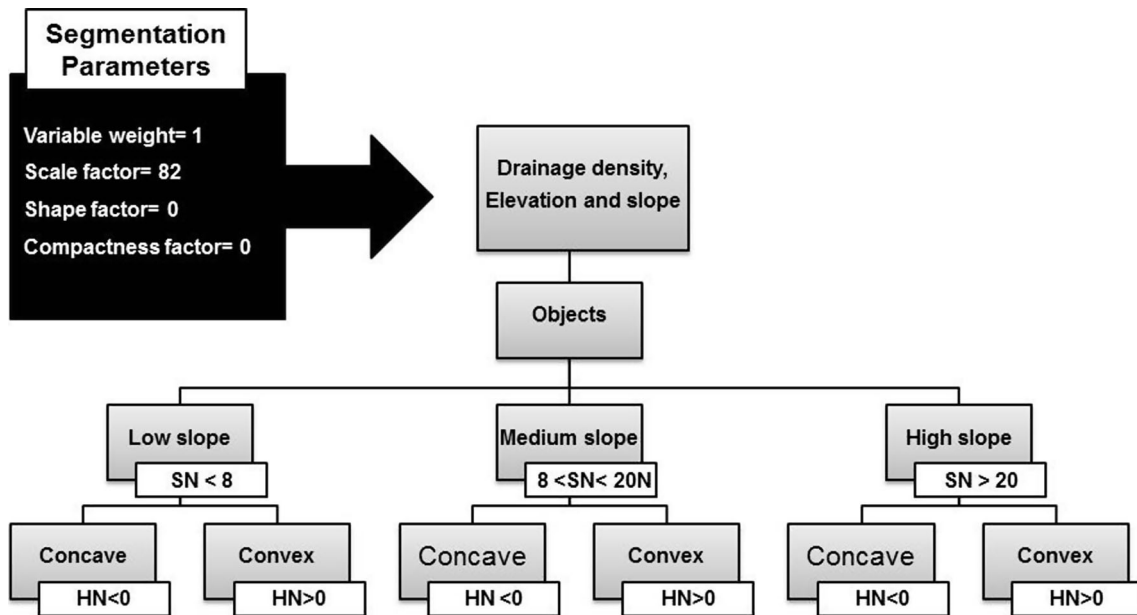 Segmentation
Parameters
Variable weight= 1
Scale factor= 82
Shape factor= 0
Compactness factor= 0
Drainage density,
Elevation and slope
Objects
Low slope
SN < 8
Medium slope
8 <SN< 20N
High slope
SN > 20
Concave
HN<0
Convex
HN>0
Concave
HN <0
Convex
HN>0
Concave
HN<0
Convex
HN>0